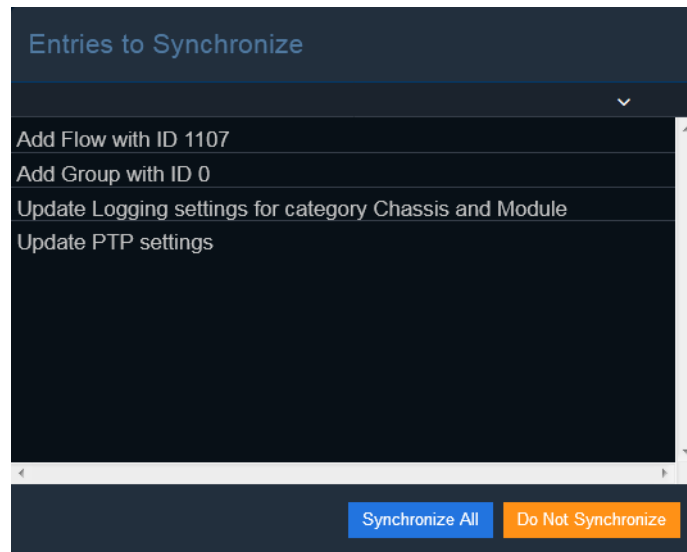 Entries to Synchronize
Add Flow with ID 1107
Add Group with ID 0
Update Logging settings for category Chassis and Module
Update PTP settings
Synchronize All
Do Not Synchronize